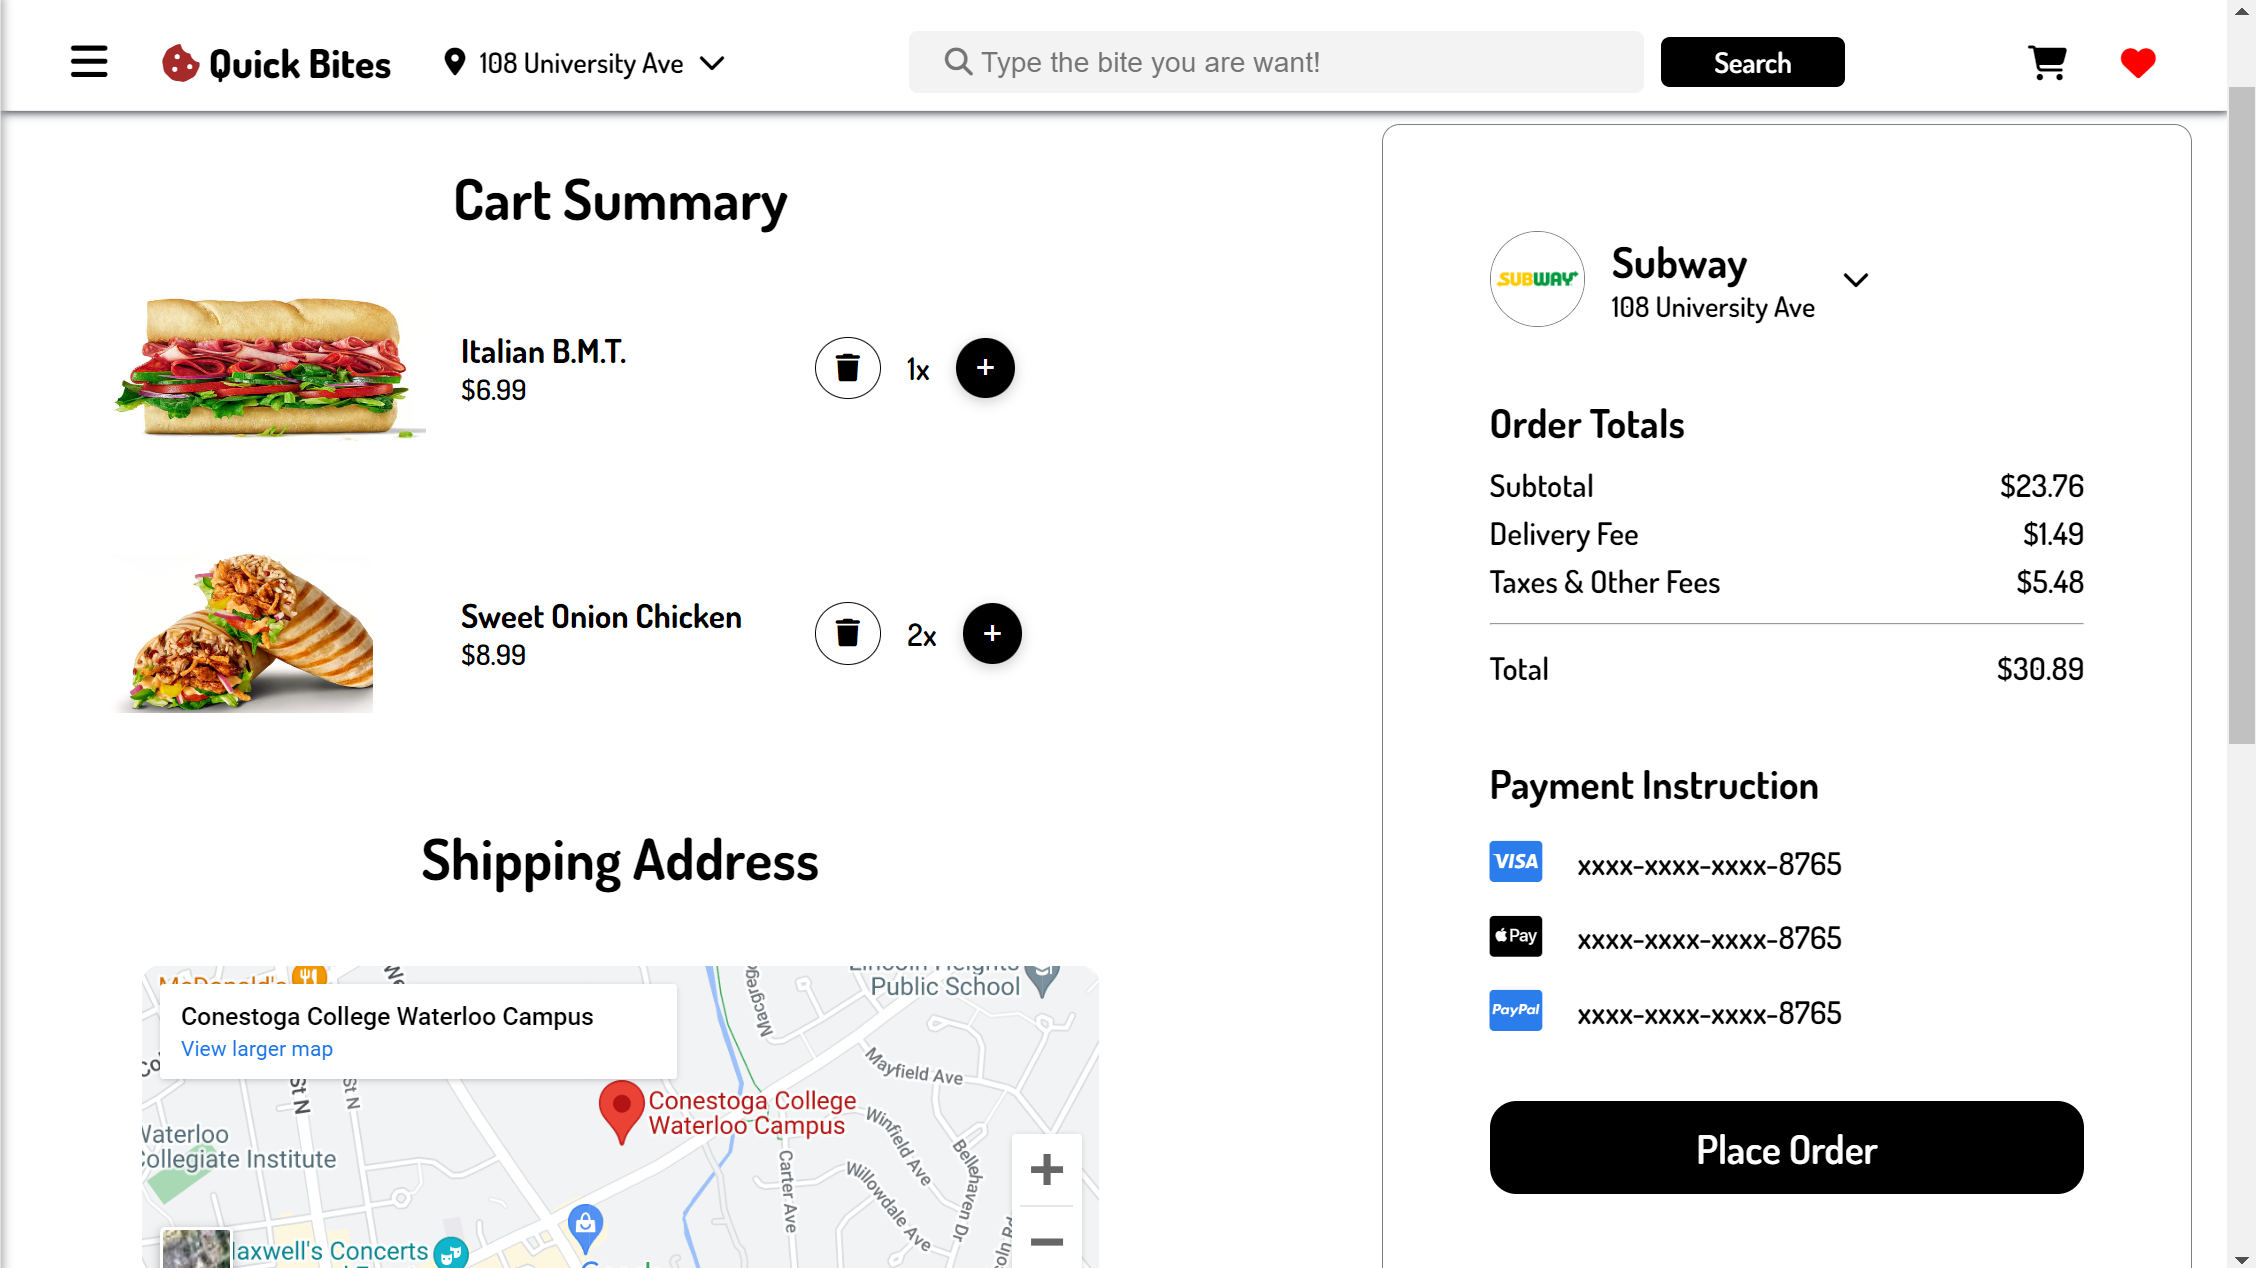 Quick Bites
108 University Ave
Type the bite you are want!
Search
Cart Summary
Italian B.M.T.
$6.99
1x
Sweet Onion Chicken
$8.99
2x
Shipping Address
McDonald's
Conestoga College Waterloo Campus
View larger map
St N
St N
Macgreg
Public School
Mayfield Ave
Conestoga College
Waterloo Campus
Winfield Ave
Bellehaven Dr
Carter Ave
Willowdale Ave
Waterloo
Collegiate Institute
axwell's Concerts
SUBWAY
Subway
108 University Ave
Order Totals
Subtotal $23.76
Delivery Fee $1.49
Taxes & Other Fees $5.48
Total $30.89
Payment Instruction
VISA xxxx-xxxx-xxxx-8765
Pay xxxx-xxxx-xxxx-8765
PayPal xxxx-xxxx-xxxx-8765
Place Order